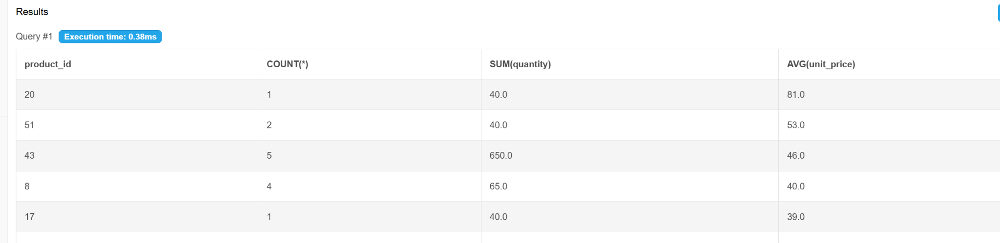 Results
Query #1 Execution time: 0.38ms
product_id COUNT(*) SUM(quantity) AVG(unit_price)
20 1 40.0 81.0
51 2 40.0 53.0
43 5 650.0 46.0
8 4 65.0 40.0
17 1 40.0 39.0